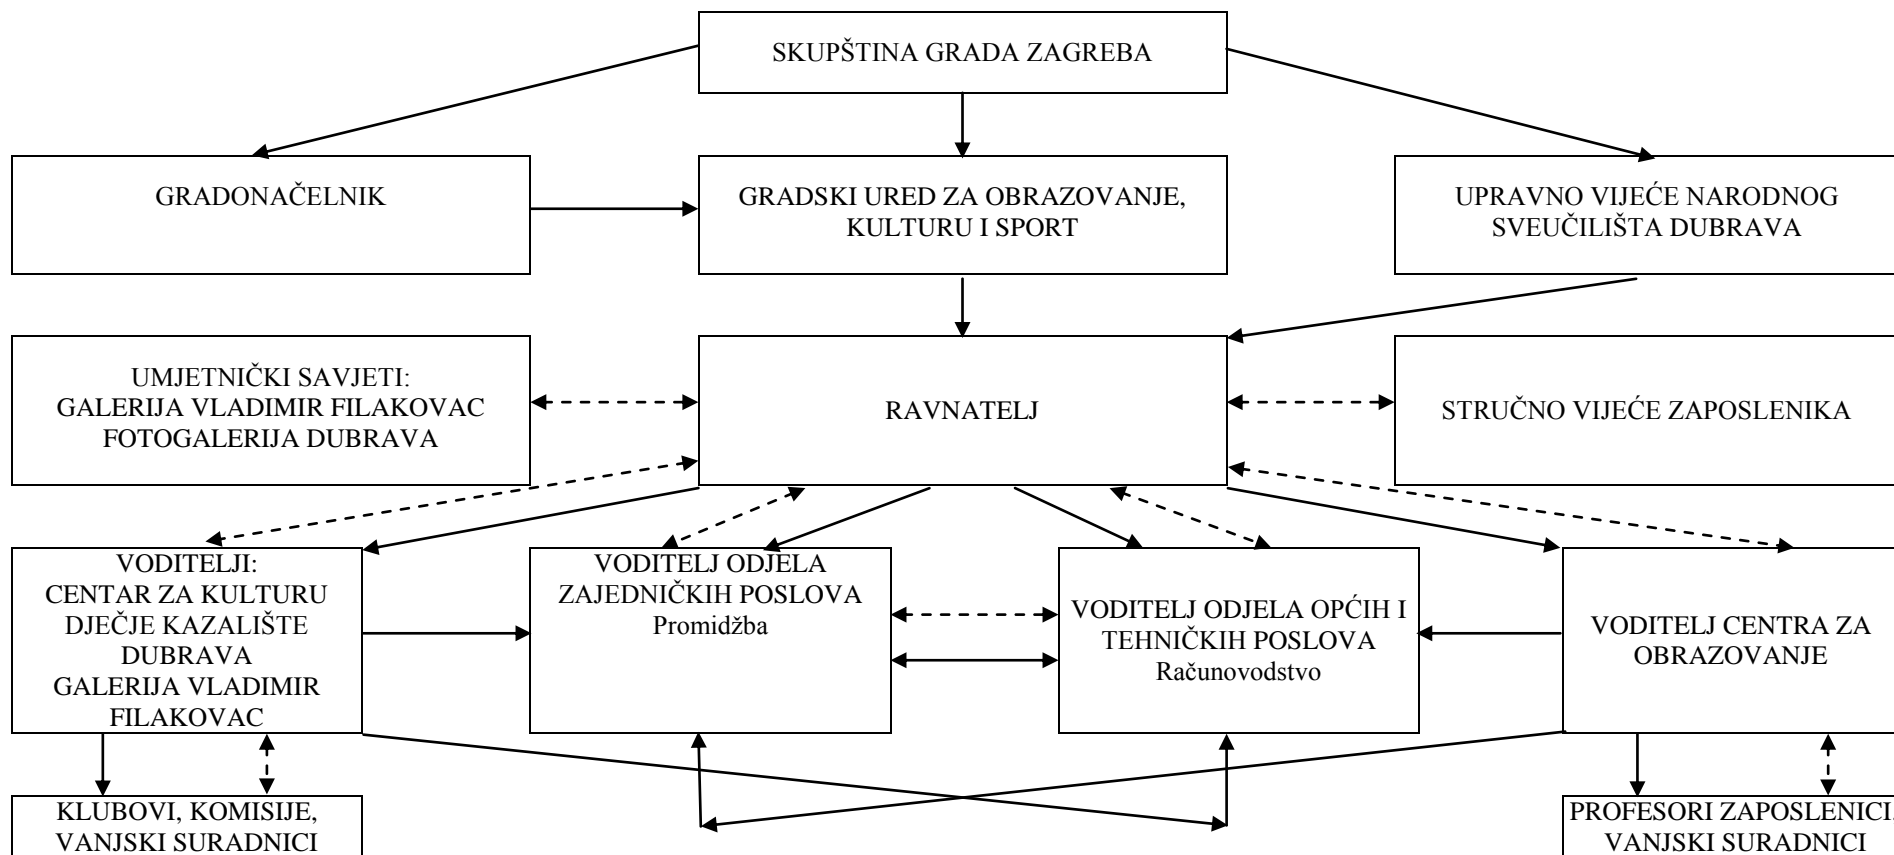 SKUPŠTINA GRADA ZAGREBA
GRADONAČELNIK
GRADSKI URED ZA OBRAZOVANJE,
KULTURU I SPORT
UPRAVNO VIJEĆE NARODNOG
SVEUČILIŠTA DUBRAVA
UMJETNIČKI SAVJETI:
GALERIJA VLADIMIR FILAKOVAC
FOTOGALERIJA DUBRAVA
RAVNATELJ
STRUČNO VIJEĆE ZAPOSLENIKA
VODITELJI:
CENTAR ZA KULTURU
DJEČJE KAZALIŠTE
DUBRAVA
GALERIJA VLADIMIR
FILAKOVAC
VODITELJ ODJELA
ZAJEDNIČKIH POSLOVA
Promidžba
VODITELJ ODJELA OPĆIH I
TEHNIČKIH POSLOVA
Računovodstvo
VODITELJ CENTRA ZA
OBRAZOVANJE
KLUBOVI, KOMISIJE,
VANJSKI SURADNICI
PROFESORI ZAPOSLENICI,
VANJSKI SURADNICI